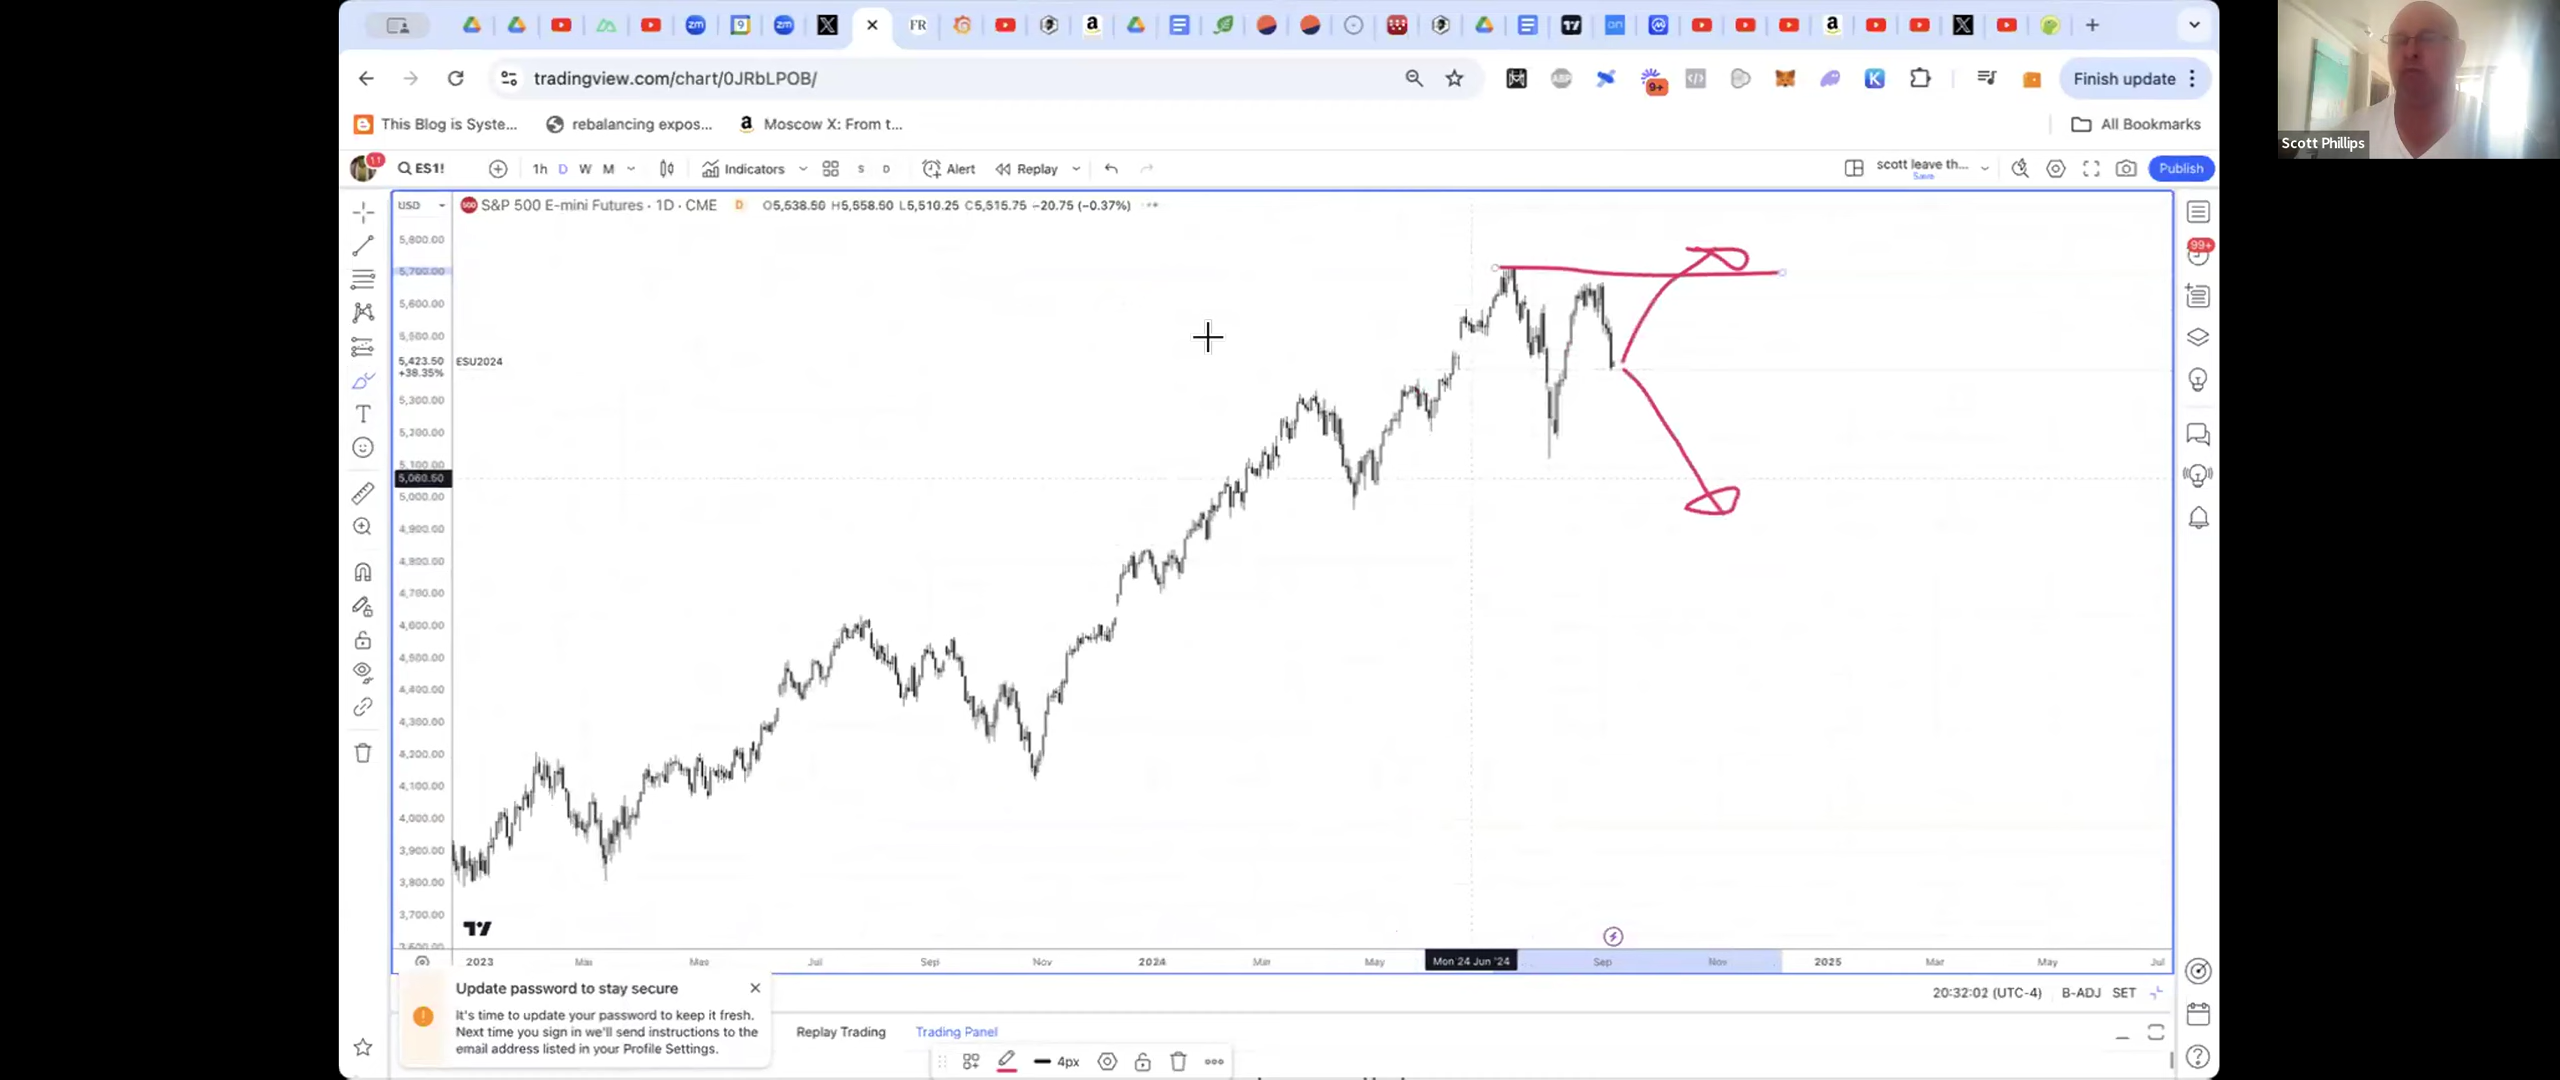 tradingview.com/chart/0JRbLPOB/
Finish update
This Blog is Syste...
rebalancing expos...
Moscow X: From t...
All Bookmarks
11
ES1!
1h
D
W
M
Indicators
S
D
Alert
Replay
scott leave th...
Save
Publish
USD
S&P 500 E-mini Futures · 1D · CME
D
O5,538.50 H5,558.50 L5,510.25 C5,515.75 −20.75 (−0.37%)
5,800.00
5,700.00
5,600.00
5,500.00
5,423.50
ESU2024
+38.35%
5,300.00
5,200.00
5,100.00
5,060.50
5,000.00
4,900.00
4,800.00
4,700.00
4,600.00
4,500.00
4,400.00
4,300.00
4,200.00
4,100.00
4,000.00
3,900.00
3,800.00
3,700.00
3,600.00
2023
Mar
May
Jul
Sep
Nov
2024
Mar
May
Mon 24 Jun '24
Sep
Nov
2025
Mar
May
Jul
Update password to stay secure
It's time to update your password to keep it fresh.
Next time you sign in we'll send instructions to the
email address listed in your Profile Settings.
20:32:02 (UTC-4)
B-ADJ
SET
Replay Trading
Trading Panel
4px
99+
9+
Scott Phillips